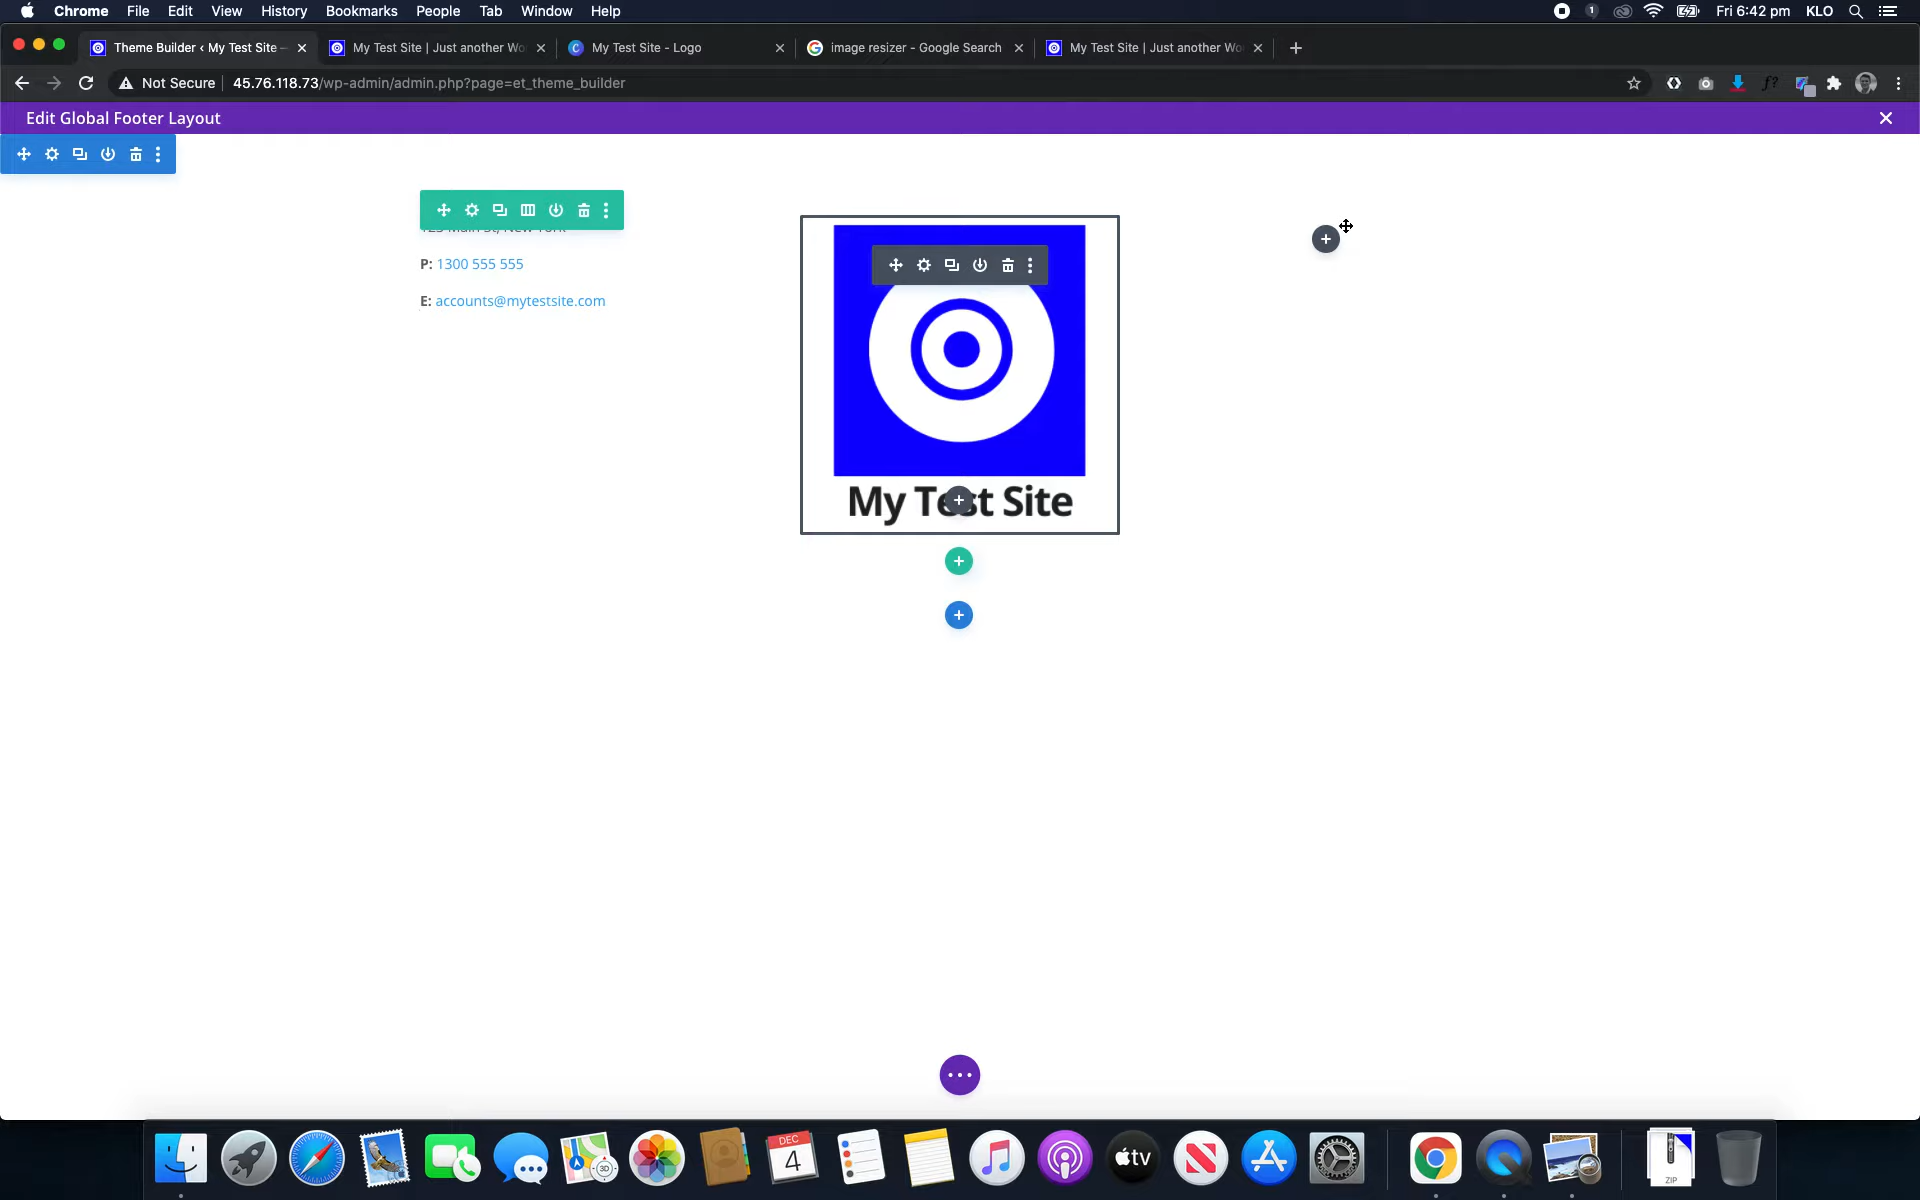 Chrome File Edit View History Bookmarks People Tab Window Help
1 Fri 6:42 pm KLO
Theme Builder ‹ My Test Site –
My Test Site | Just another Wo
My Test Site - Logo
image resizer - Google Search
My Test Site | Just another Wo
Not Secure 45.76.118.73/wp-admin/admin.php?page=et_theme_builder
f?
Edit Global Footer Layout
P: 1300 555 555
E: accounts@mytestsite.com
My Test Site
DEC
4
3D
tv
ZIP